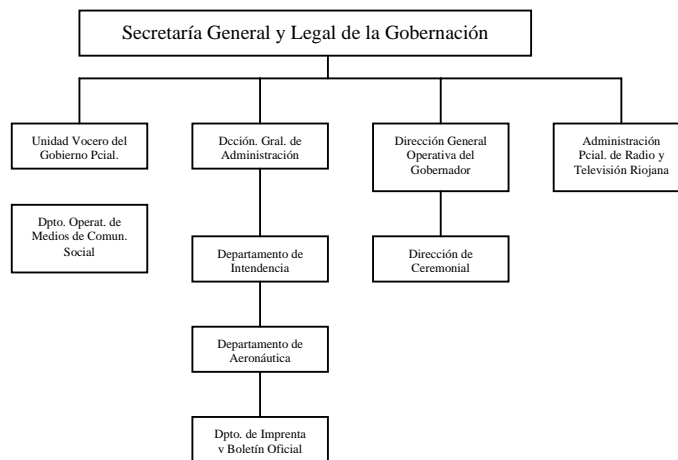 Secretaría General y Legal de la Gobernación
Unidad Vocero del
Gobierno Pcial.
Dcción. Gral. de
Administración
Dirección General
Operativa del
Gobernador
Administración
Pcial. de Radio y
Televisión Riojana
Dpto. Operat. de
Medios de Comun.
Social
Departamento de
Intendencia
Dirección de
Ceremonial
Departamento de
Aeronáutica
Dpto. de Imprenta
y Boletín Oficial